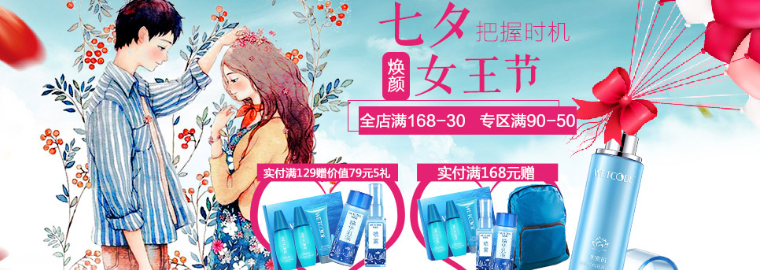 七夕 把握时机
焕颜 女王节
全店满168-30 专区满90-50
实付满129赠价值79元5礼
实付满168元赠